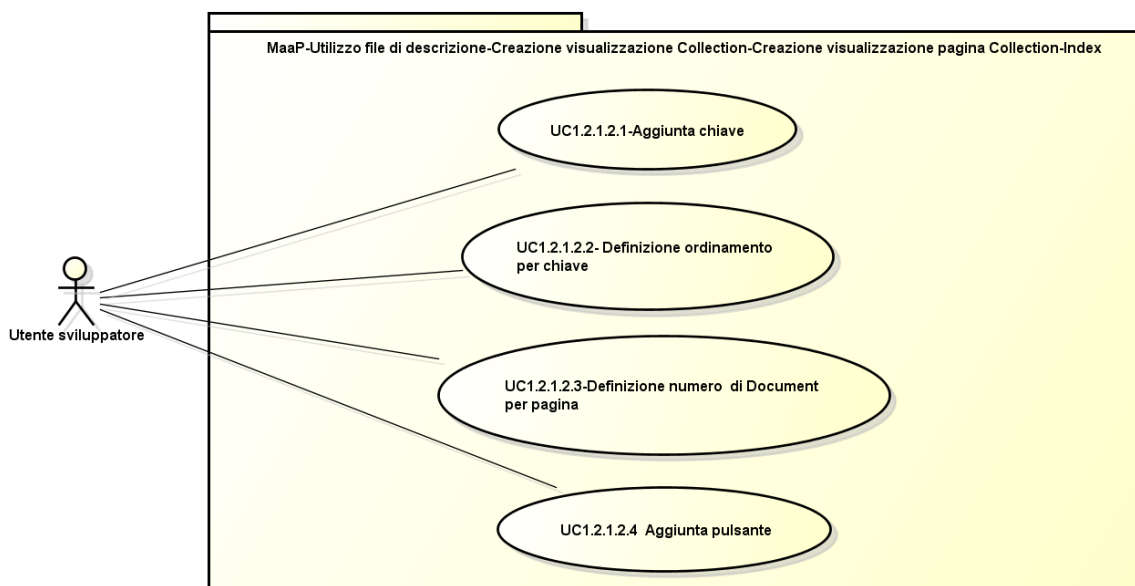 MaaP-Utilizzo file di descrizione-Creazione visualizzazione Collection-Creazione visualizzazione pagina Collection-Index
UC1.2.1.2.1-Aggiunta chiave
UC1.2.1.2.2- Definizione ordinamento
per chiave
Utente sviluppatore
UC1.2.1.2.3-Definizione numero  di Document
per pagina
UC1.2.1.2.4  Aggiunta pulsante